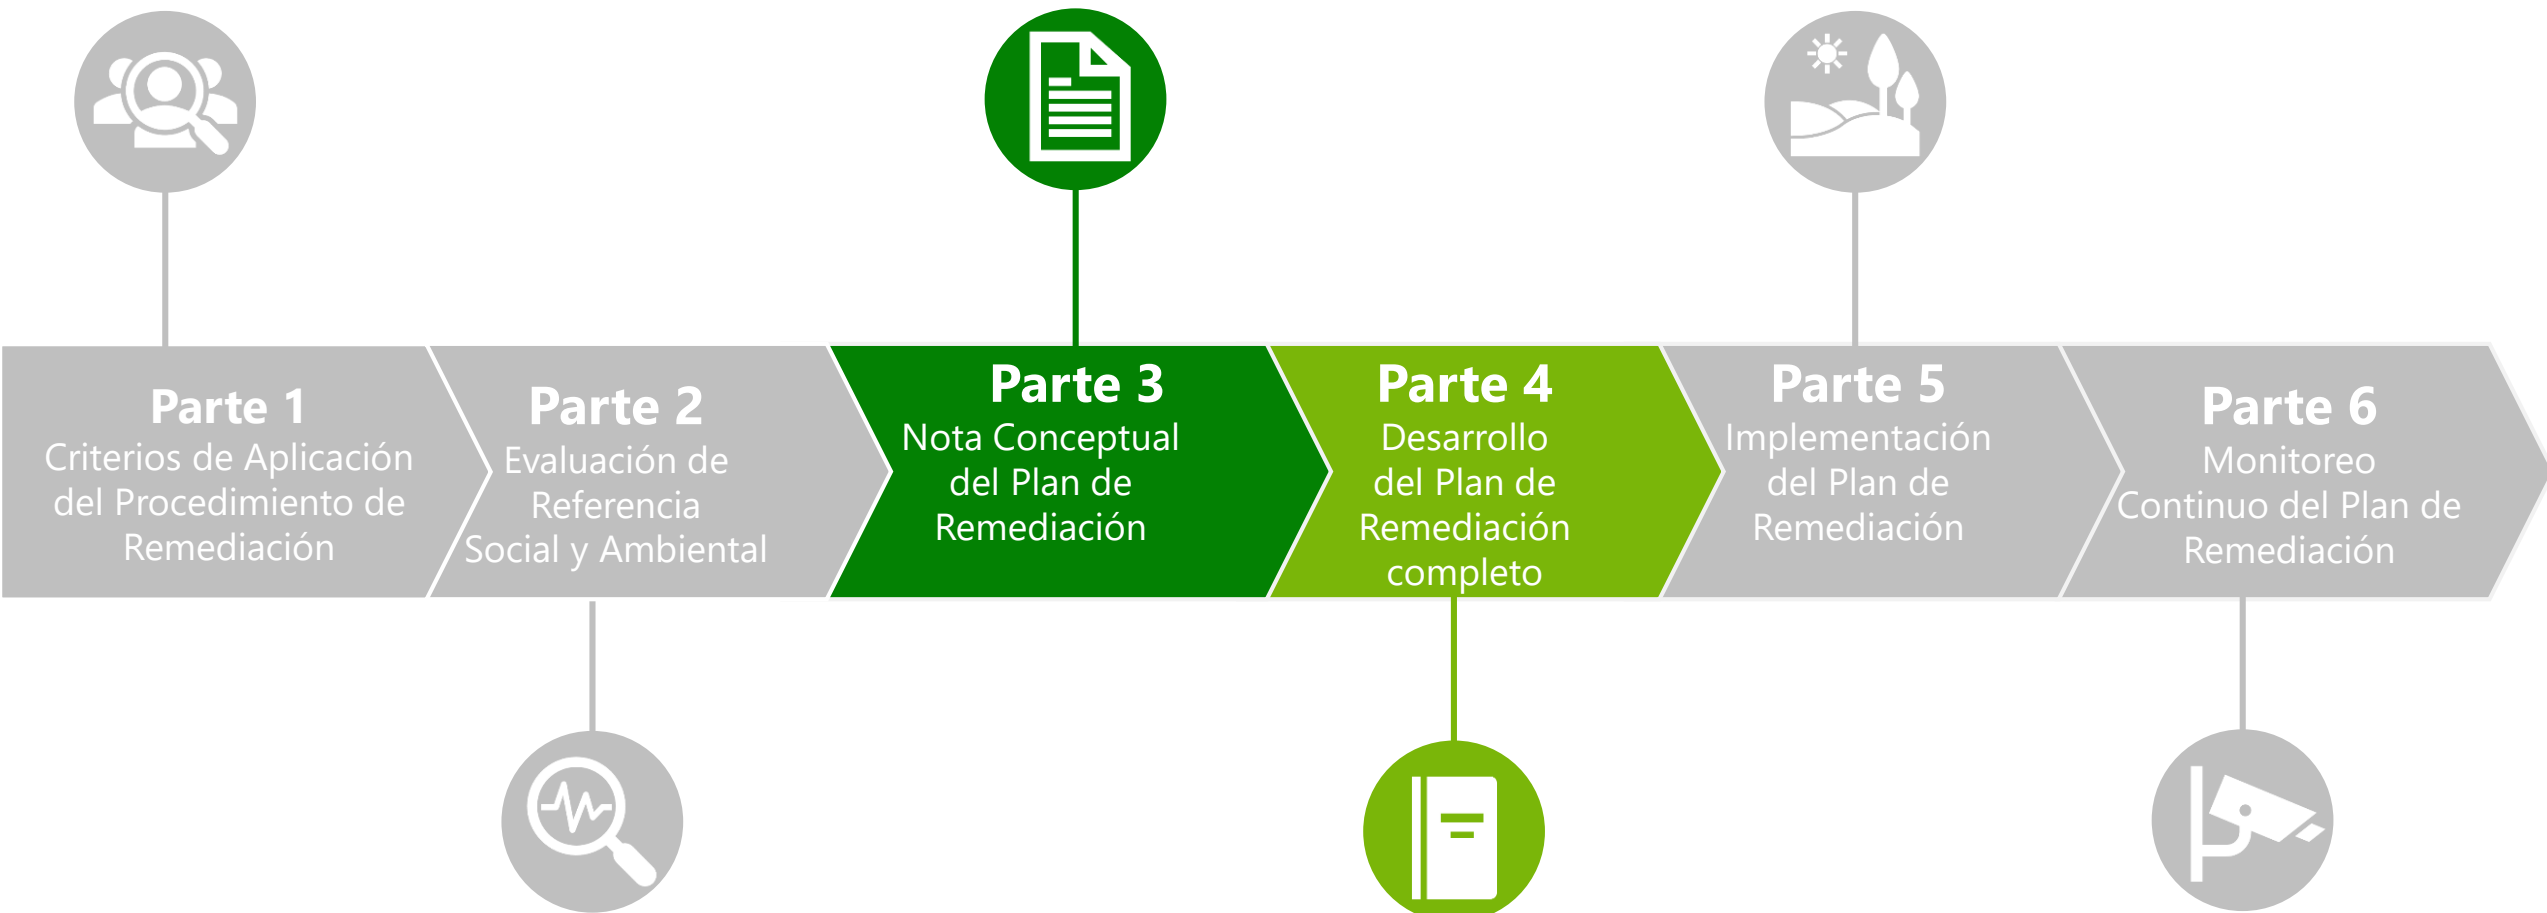 Parte 1
Criterios de Aplicación
del Procedimiento de
Remediación
Parte 2
Evaluación de
Referencia
Social y Ambiental
Parte 3
Nota Conceptual
del Plan de
Remediación
Parte 4
Desarrollo
del Plan de
Remediación
completo
Parte 5
Implementación
del Plan de
Remediación
Parte 6
Monitoreo
Continuo del Plan de
Remediación